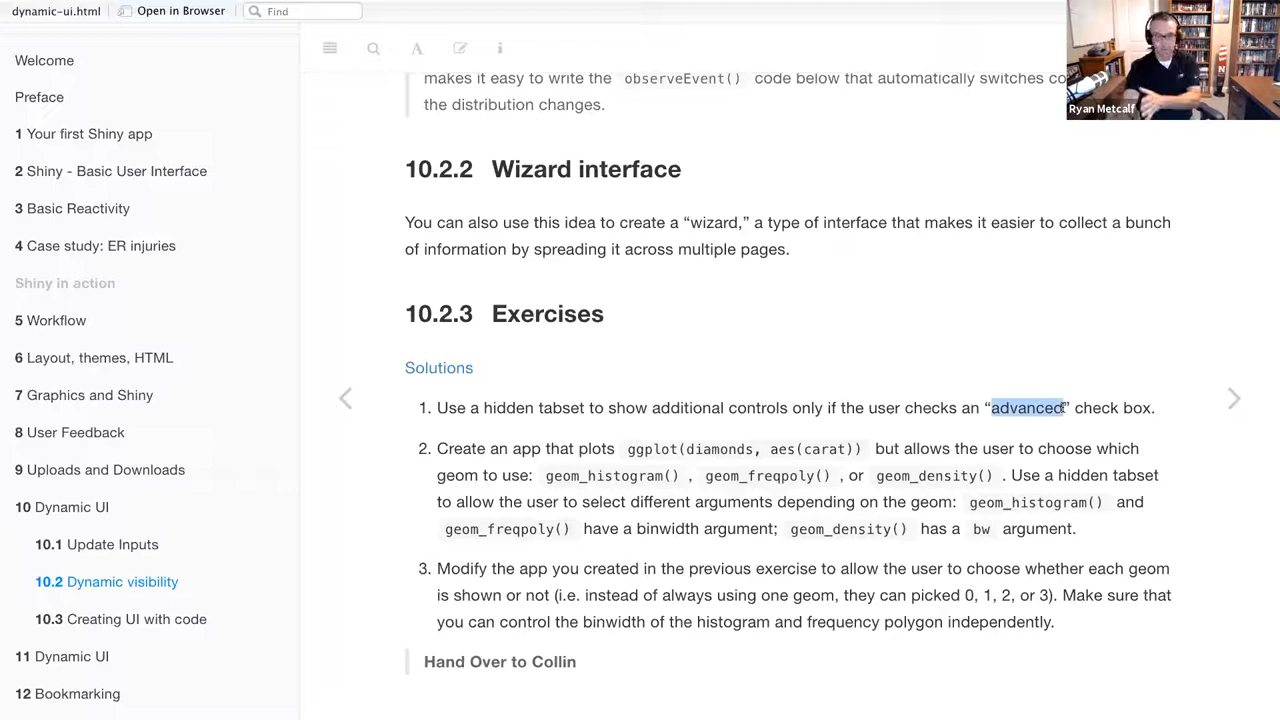 dynamic-ui.html
Open in Browser
Find
Welcome
Preface
1 Your first Shiny app
2 Shiny - Basic User Interface
3 Basic Reactivity
4 Case study: ER injuries
Shiny in action
5 Workflow
6 Layout, themes, HTML
7 Graphics and Shiny
8 User Feedback
9 Uploads and Downloads
10 Dynamic UI
10.1 Update Inputs
10.2 Dynamic visibility
10.3 Creating UI with code
11 Dynamic UI
12 Bookmarking
makes it easy to write the observeEvent() code below that automatically switches
the distribution changes.
10.2.2 Wizard interface
You can also use this idea to create a “wizard,” a type of interface that makes it easier to collect a bunch
of information by spreading it across multiple pages.
10.2.3 Exercises
Solutions
1. Use a hidden tabset to show additional controls only if the user checks an “advanced” check box.
2. Create an app that plots ggplot(diamonds, aes(carat)) but allows the user to choose which
geom to use: geom_histogram() , geom_freqpoly() , or geom_density() . Use a hidden tabset
to allow the user to select different arguments depending on the geom: geom_histogram() and
geom_freqpoly() have a binwidth argument; geom_density() has a bw argument.
3. Modify the app you created in the previous exercise to allow the user to choose whether each geom
is shown or not (i.e. instead of always using one geom, they can picked 0, 1, 2, or 3). Make sure that
you can control the binwidth of the histogram and frequency polygon independently.
Hand Over to Collin
Ryan Metcalf